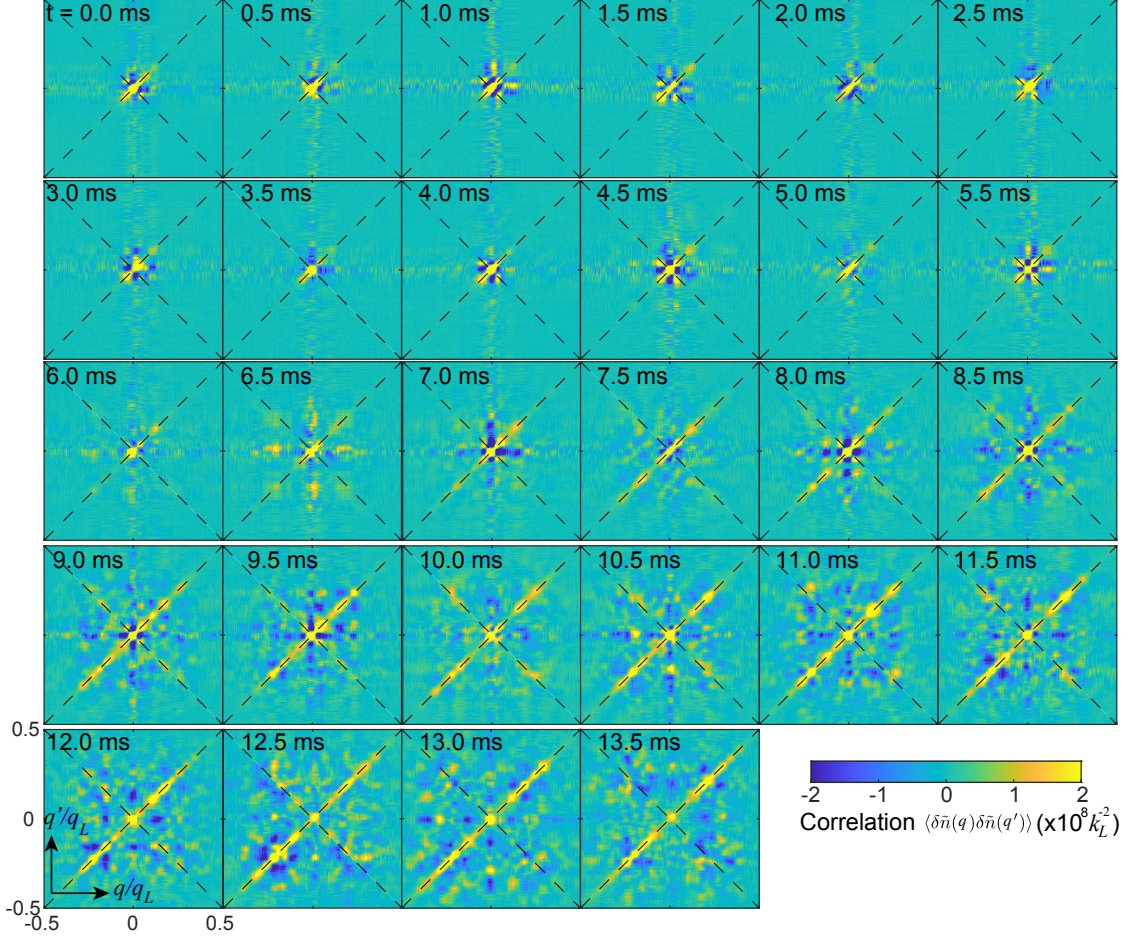 t = 0.0 ms 0.5 ms 1.0 ms 1.5 ms 2.0 ms 2.5 ms
3.0 ms 3.5 ms 4.0 ms 4.5 ms 5.0 ms 5.5 ms
6.0 ms 6.5 ms 7.0 ms 7.5 ms 8.0 ms 8.5 ms
9.0 ms 9.5 ms 10.0 ms 10.5 ms 11.0 ms 11.5 ms
0.5 12.0 ms 12.5 ms 13.0 ms 13.5 ms
-2 -1 0 1 2
Correlation ⟨δñ(q)δñ(q′)⟩ (x10⁸k_L⁻²)
0 q'/q_L
q/q_L
-0.5
-0.5 0 0.5